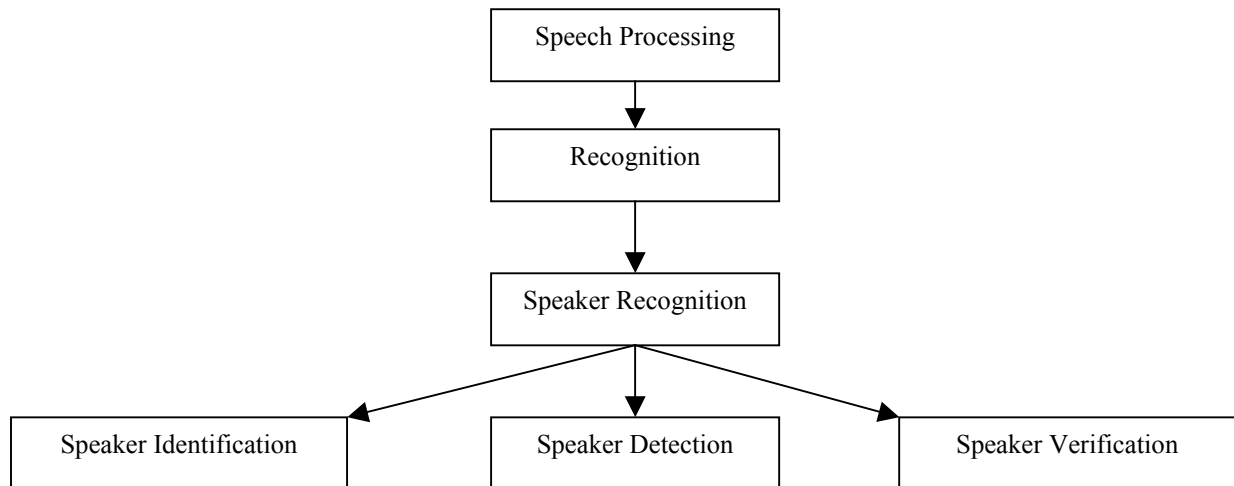 Speech Processing
Recognition
Speaker Recognition
Speaker Identification
Speaker Detection
Speaker Verification